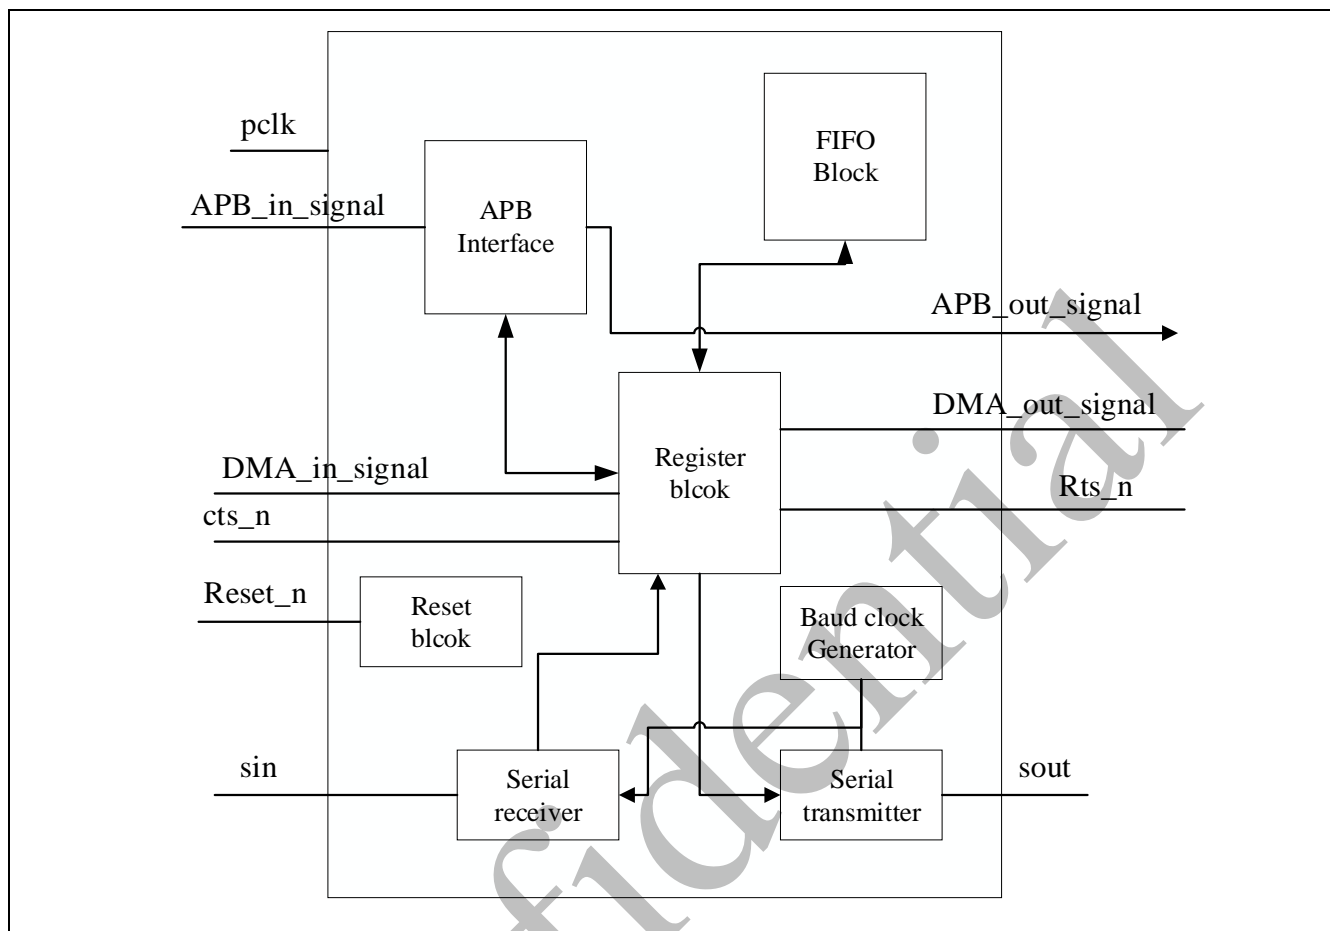 pclk
FIFO
Block
APB_in_signal
APB
Interface
APB_out_signal
DMA_out_signal
Register
blcok
DMA_in_signal
Rts_n
cts_n
Reset_n
Reset
blcok
Baud clock
Generator
sin
Serial
receiver
Serial
transmitter
sout
fidential